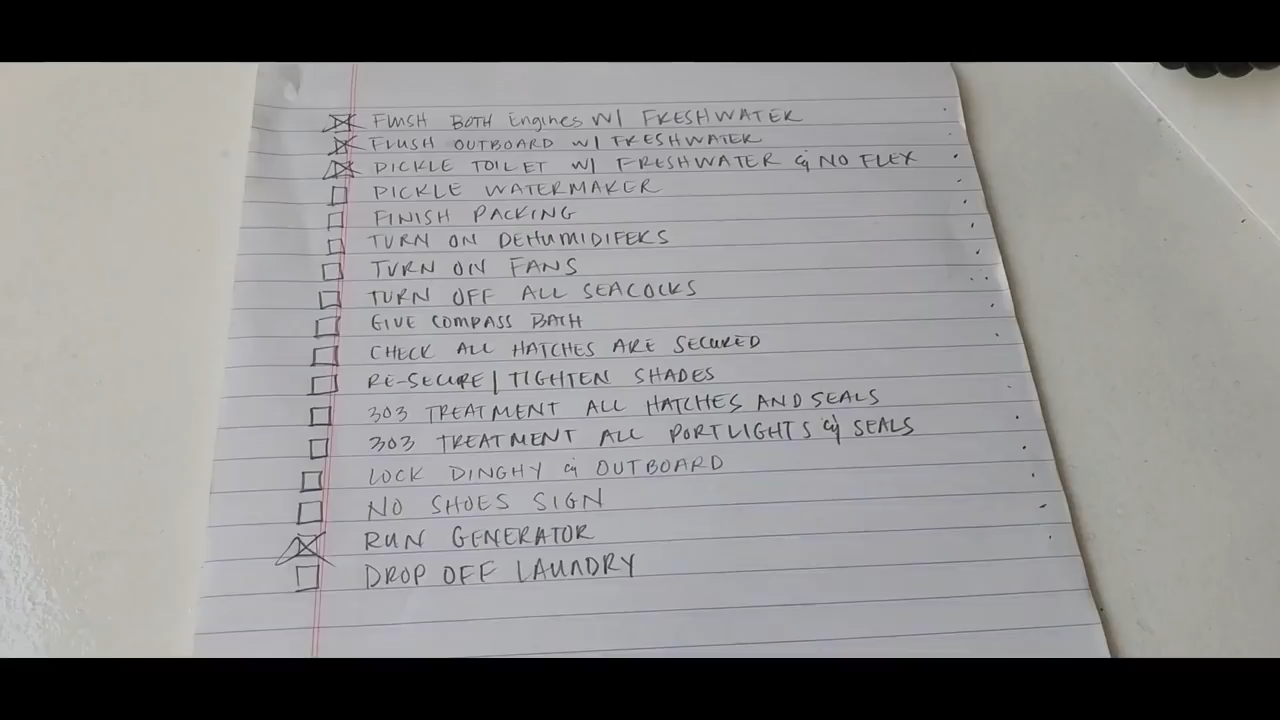 FLUSH BOTH EngineS W/ FRESHWATER
FLUSH OUTBOARD W/ FRESHWATER
PICKLE TOILET W/ FRESHWATER & NO FLEX
PICKLE WATERMAKER
FINISH PACKING
TURN ON DEHUMIDIFERS
TURN ON FANS
TURN OFF ALL SEACOCKS
GIVE COMPASS BATH
CHECK ALL HATCHES ARE SECURED
RE-SECURE/TIGHTEN SHADES
303 TREATMENT ALL HATCHES AND SEALS
303 TREATMENT ALL PORTLIGHTS & SEALS
LOCK DINGHY & OUTBOARD
NO SHOES SIGN
RUN GENERATOR
DROP OFF LAUNDRY